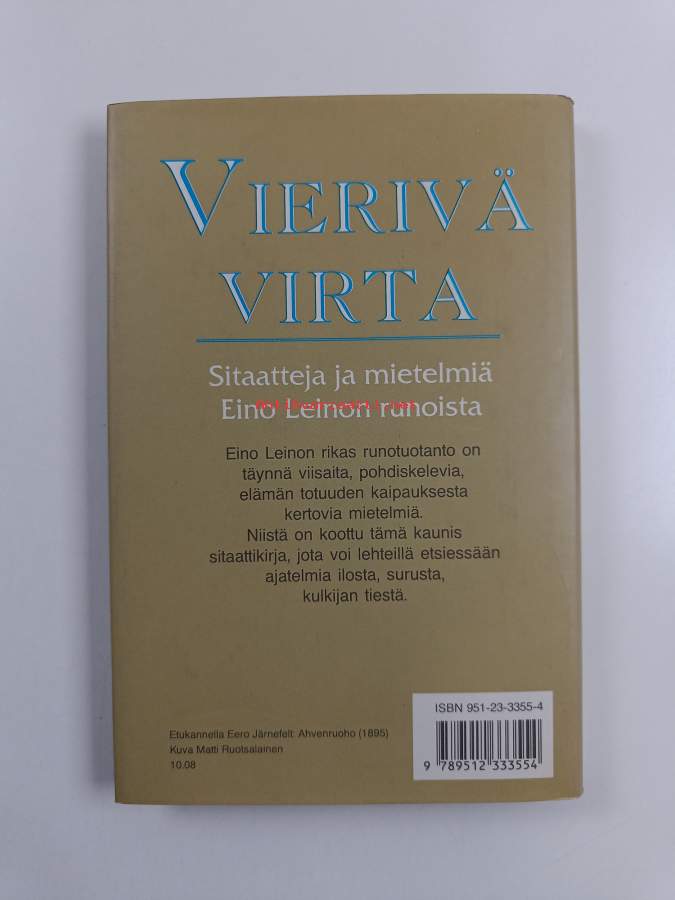 VIERIVÄ
VIRTA
Sitaatteja ja mietelmiä
Eino Leinon runoista
Eino Leinon rikas runotuotanto on
täynnä viisaita, pohdiskelevia,
elämän totuuden kaipauksesta
kertovia mietelmiä.
Niistä on koottu tämä kaunis
sitaattikirja, jota voi lehteillä etsiessään
ajatelmia ilosta, surusta,
kulkijan tiestä.
ISBN 951-23-3355-4
9 789512 333554
Etukannella Eero Järnefelt: Ahvenruoho (1895)
Kuva Matti Ruotsalainen
10.08